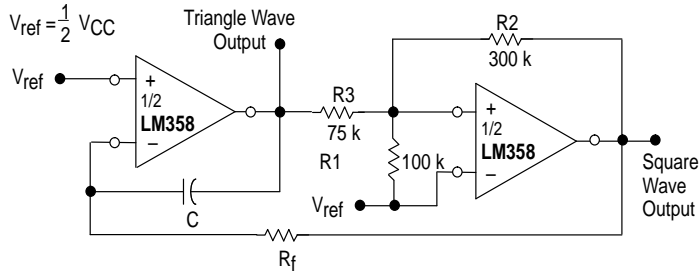 Vref = 1/2 VCC
Triangle Wave
Output
R2
300 k
Vref
+
1/2
LM358
−
R3
75 k
+
1/2
LM358
−
R1
100 k
Square
Wave
Output
C
Vref
Rf